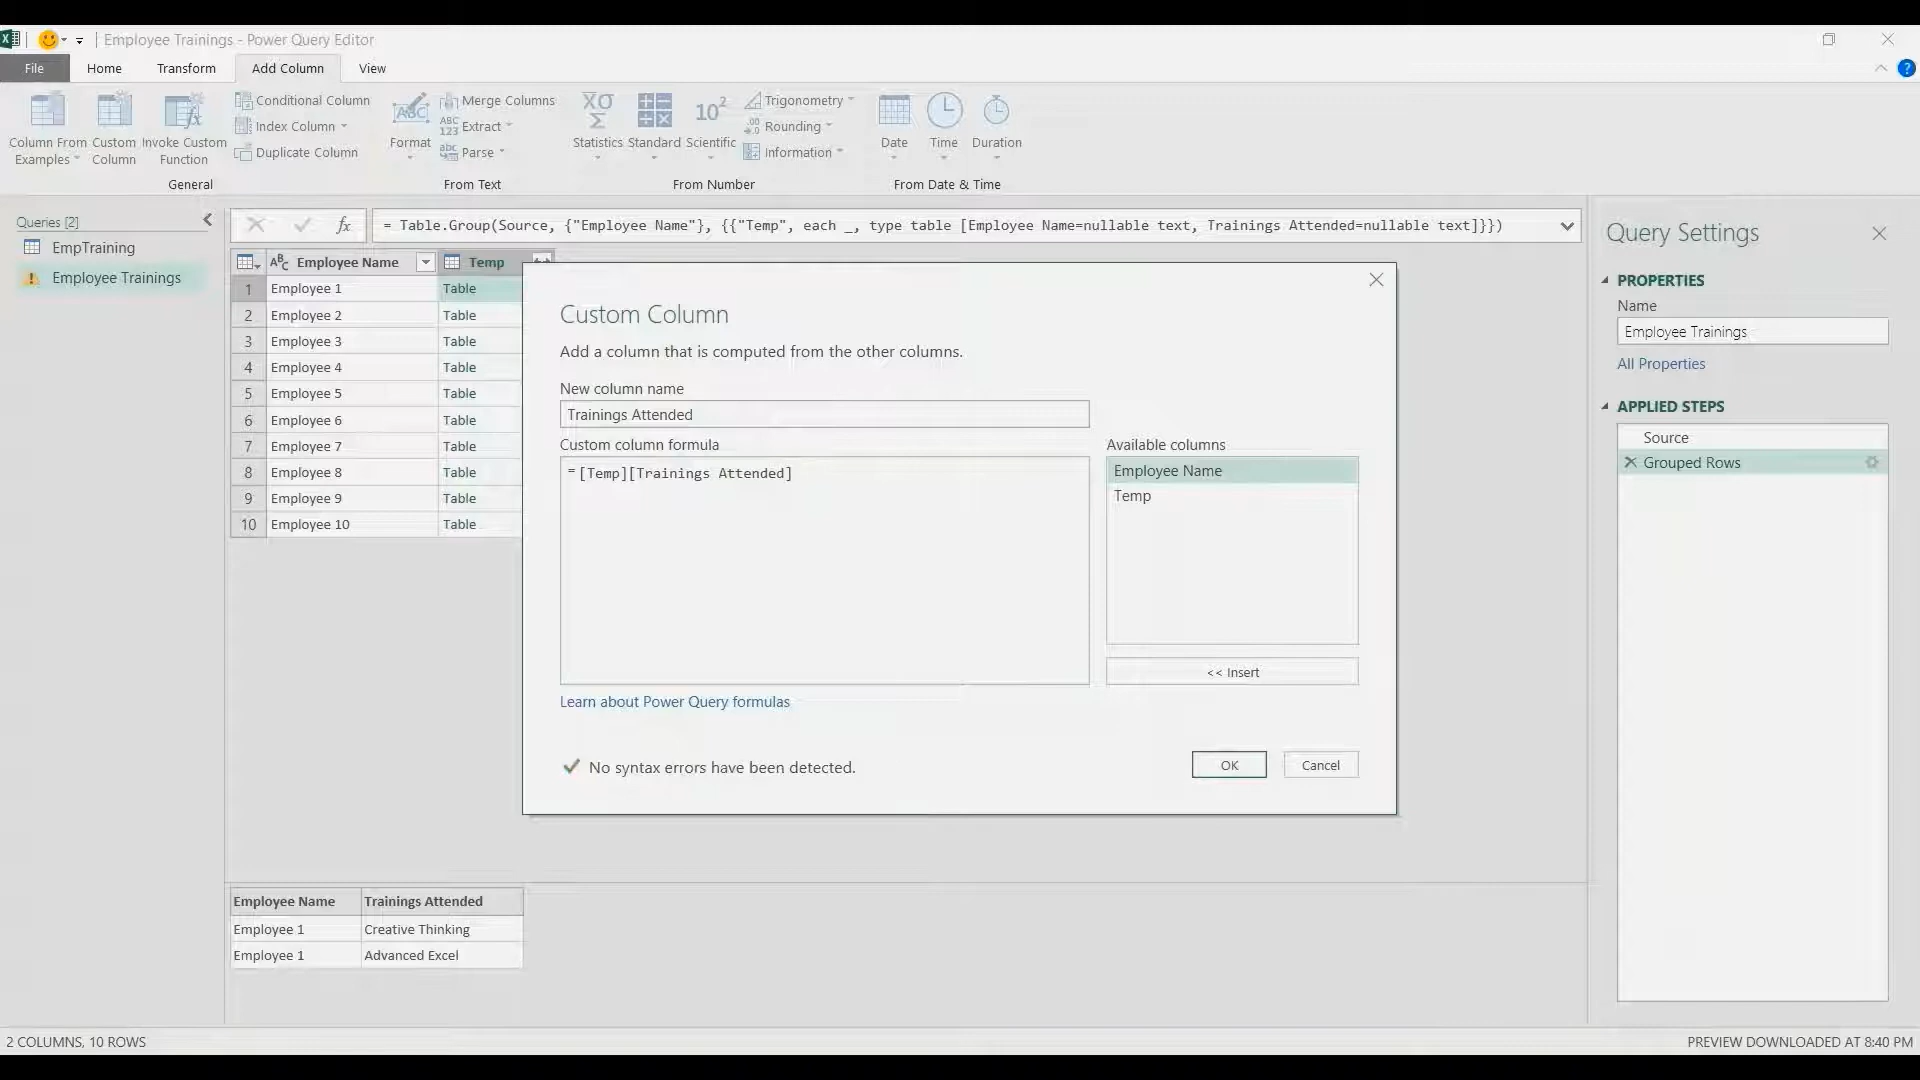 Employee Trainings - Power Query Editor
File
Home
Transform
Add Column
View
Column From
Examples
Custom
Column
Invoke Custom
Function
Conditional Column
Index Column
Duplicate Column
General
ABC
Format
Merge Columns
ABC
123
Extract
abc
Parse
From Text
XΟ
Σ
Statistics
Standard
10²
Scientific
Trigonometry
.00
Rounding
Information
From Number
Date
Time
Duration
From Date & Time
Queries [2]
EmpTraining
Employee Trainings
fx
= Table.Group(Source, {"Employee Name"}, {{"Temp", each _, type table [Employee Name=nullable text, Trainings Attended=nullable text]}})
ABC Employee Name
Temp
1 Employee 1 Table
2 Employee 2 Table
3 Employee 3 Table
4 Employee 4 Table
5 Employee 5 Table
6 Employee 6 Table
7 Employee 7 Table
8 Employee 8 Table
9 Employee 9 Table
10 Employee 10 Table
Custom Column
Add a column that is computed from the other columns.
New column name
Trainings Attended
Custom column formula
=[Temp][Trainings Attended]
Available columns
Employee Name
Temp
<< Insert
Learn about Power Query formulas
No syntax errors have been detected.
OK
Cancel
Query Settings
PROPERTIES
Name
Employee Trainings
All Properties
APPLIED STEPS
Source
Grouped Rows
Employee Name Trainings Attended
Employee 1 Creative Thinking
Employee 1 Advanced Excel
2 COLUMNS, 10 ROWS
PREVIEW DOWNLOADED AT 8:40 PM